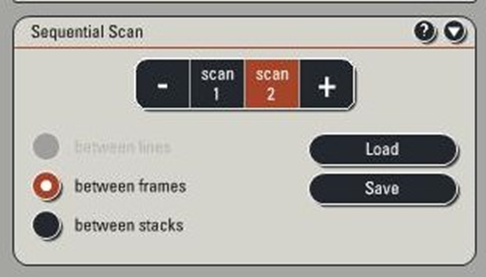 Sequential Scan ?
- scan 1 scan 2 +
between lines
Load
between frames
Save
between stacks